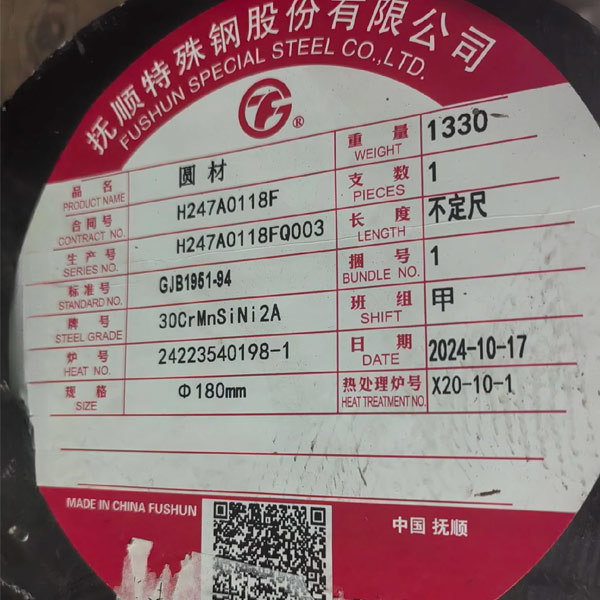 抚顺特殊钢股份有限公司
FUSHUN SPECIAL STEEL CO.,LTD.
®
品名 圆材
PRODUCT NAME
合同号 H247A0118F
CONTRACT NO.
生产号 H247A0118FQ003
SERIES NO.
标准号 GJB1951-94
STANDARD NO.
牌号 30CrMnSiNi2A
STEEL GRADE
炉号 24223540198-1
HEAT NO.
规格 Φ180mm
SIZE
重量 1330
WEIGHT
支数 1
PIECES
长度 不定尺
LENGTH
捆号 1
BUNDLE NO.
班组 甲
SHIFT
日期 2024-10-17
DATE
热处理炉号 X20-10-1
HEAT TREATMENT NO.
MADE IN CHINA FUSHUN
中国 抚顺